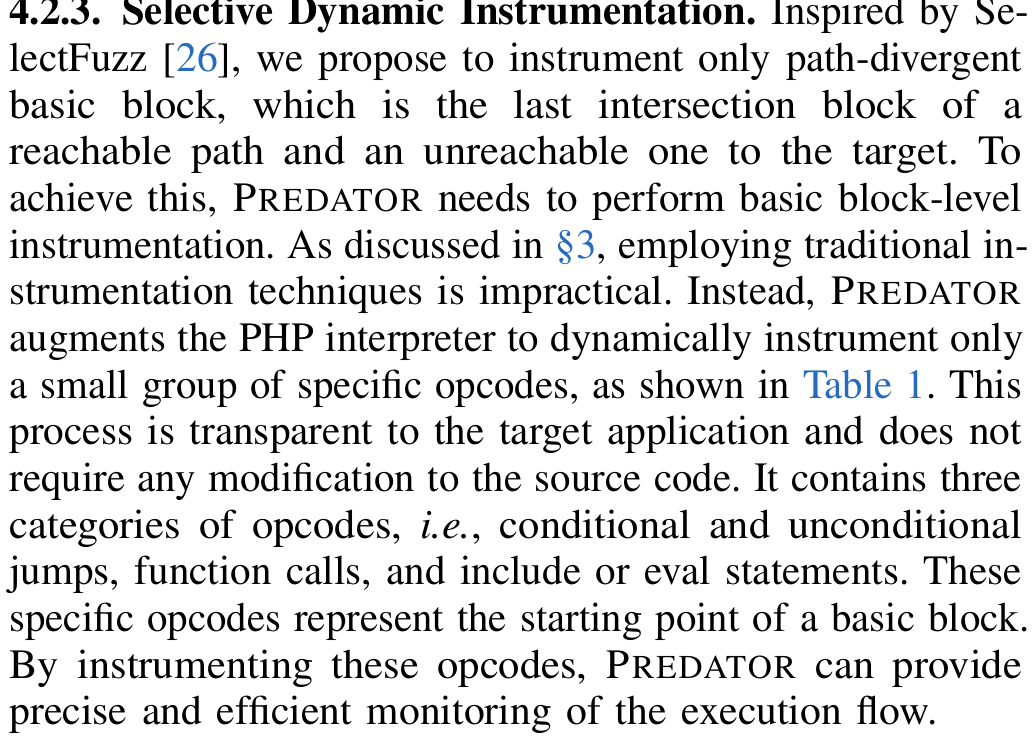 4.2.3. Selective Dynamic Instrumentation. Inspired by Se-
lectFuzz [26], we propose to instrument only path-divergent
basic block, which is the last intersection block of a
reachable path and an unreachable one to the target. To
achieve this, PREDATOR needs to perform basic block-level
instrumentation. As discussed in §3, employing traditional in-
strumentation techniques is impractical. Instead, PREDATOR
augments the PHP interpreter to dynamically instrument only
a small group of specific opcodes, as shown in Table 1. This
process is transparent to the target application and does not
require any modification to the source code. It contains three
categories of opcodes, i.e., conditional and unconditional
jumps, function calls, and include or eval statements. These
specific opcodes represent the starting point of a basic block.
By instrumenting these opcodes, PREDATOR can provide
precise and efficient monitoring of the execution flow.